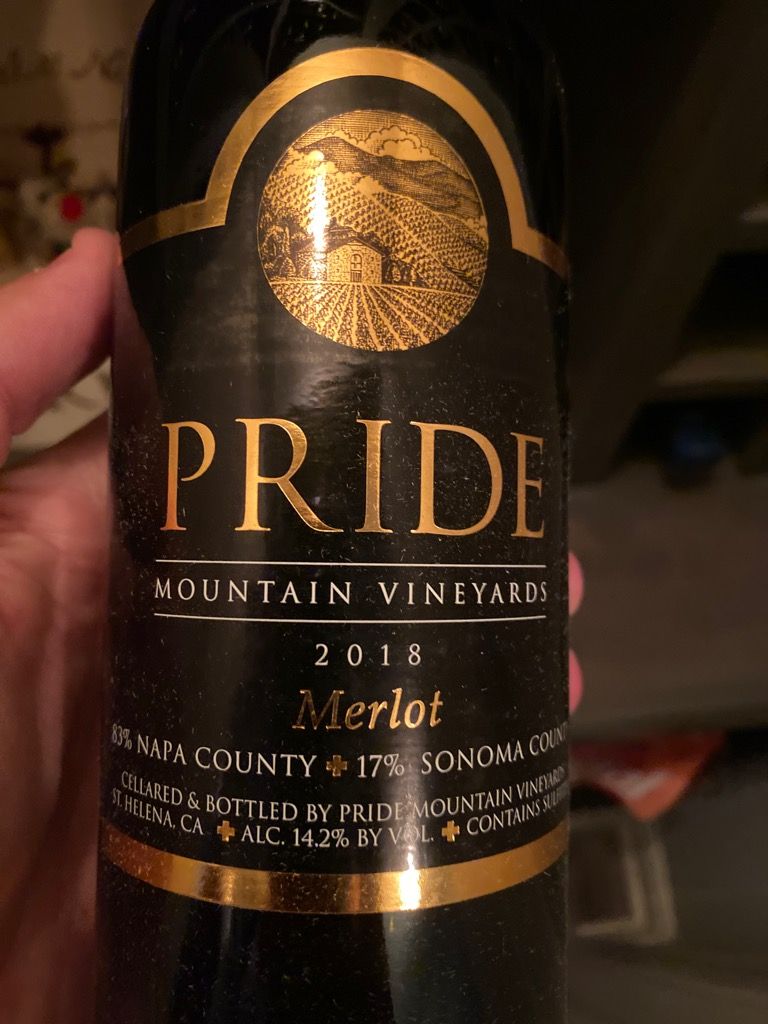 PRIDE
MOUNTAIN VINEYARDS
2018
Merlot
83% NAPA COUNTY ✚ 17% SONOMA
CELLARED & BOTTLED BY PRIDE MOUNTAIN VINEYARDS
ST. HELENA, CA ✚ ALC. 14.2% BY VOL. ✚ CONTAINS